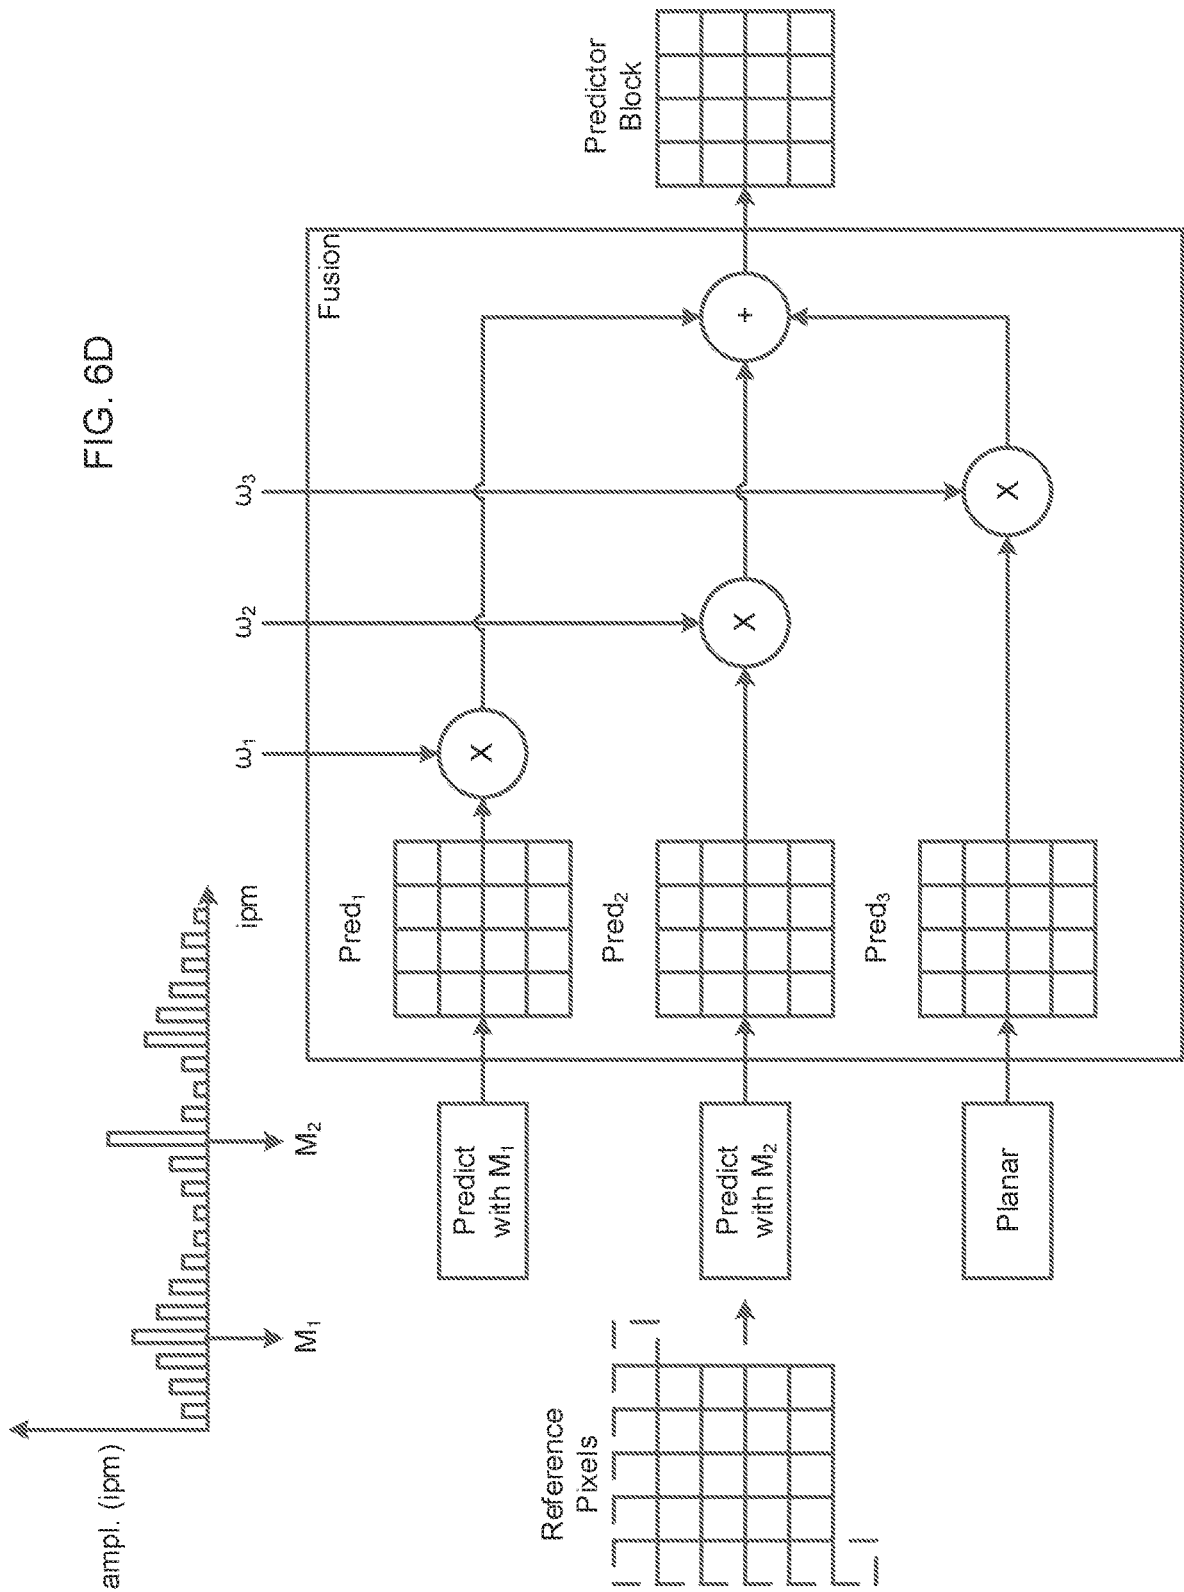 FIG. 6D
ampl. (ipm)
M₁
M₂
ipm
ω₁
ω₂
ω₃
Fusion
Reference
Pixels
Predict
with M₁
Pred₁
X
Predict
with M₂
Pred₂
X
Planar
Pred₃
X
+
Predictor
Block